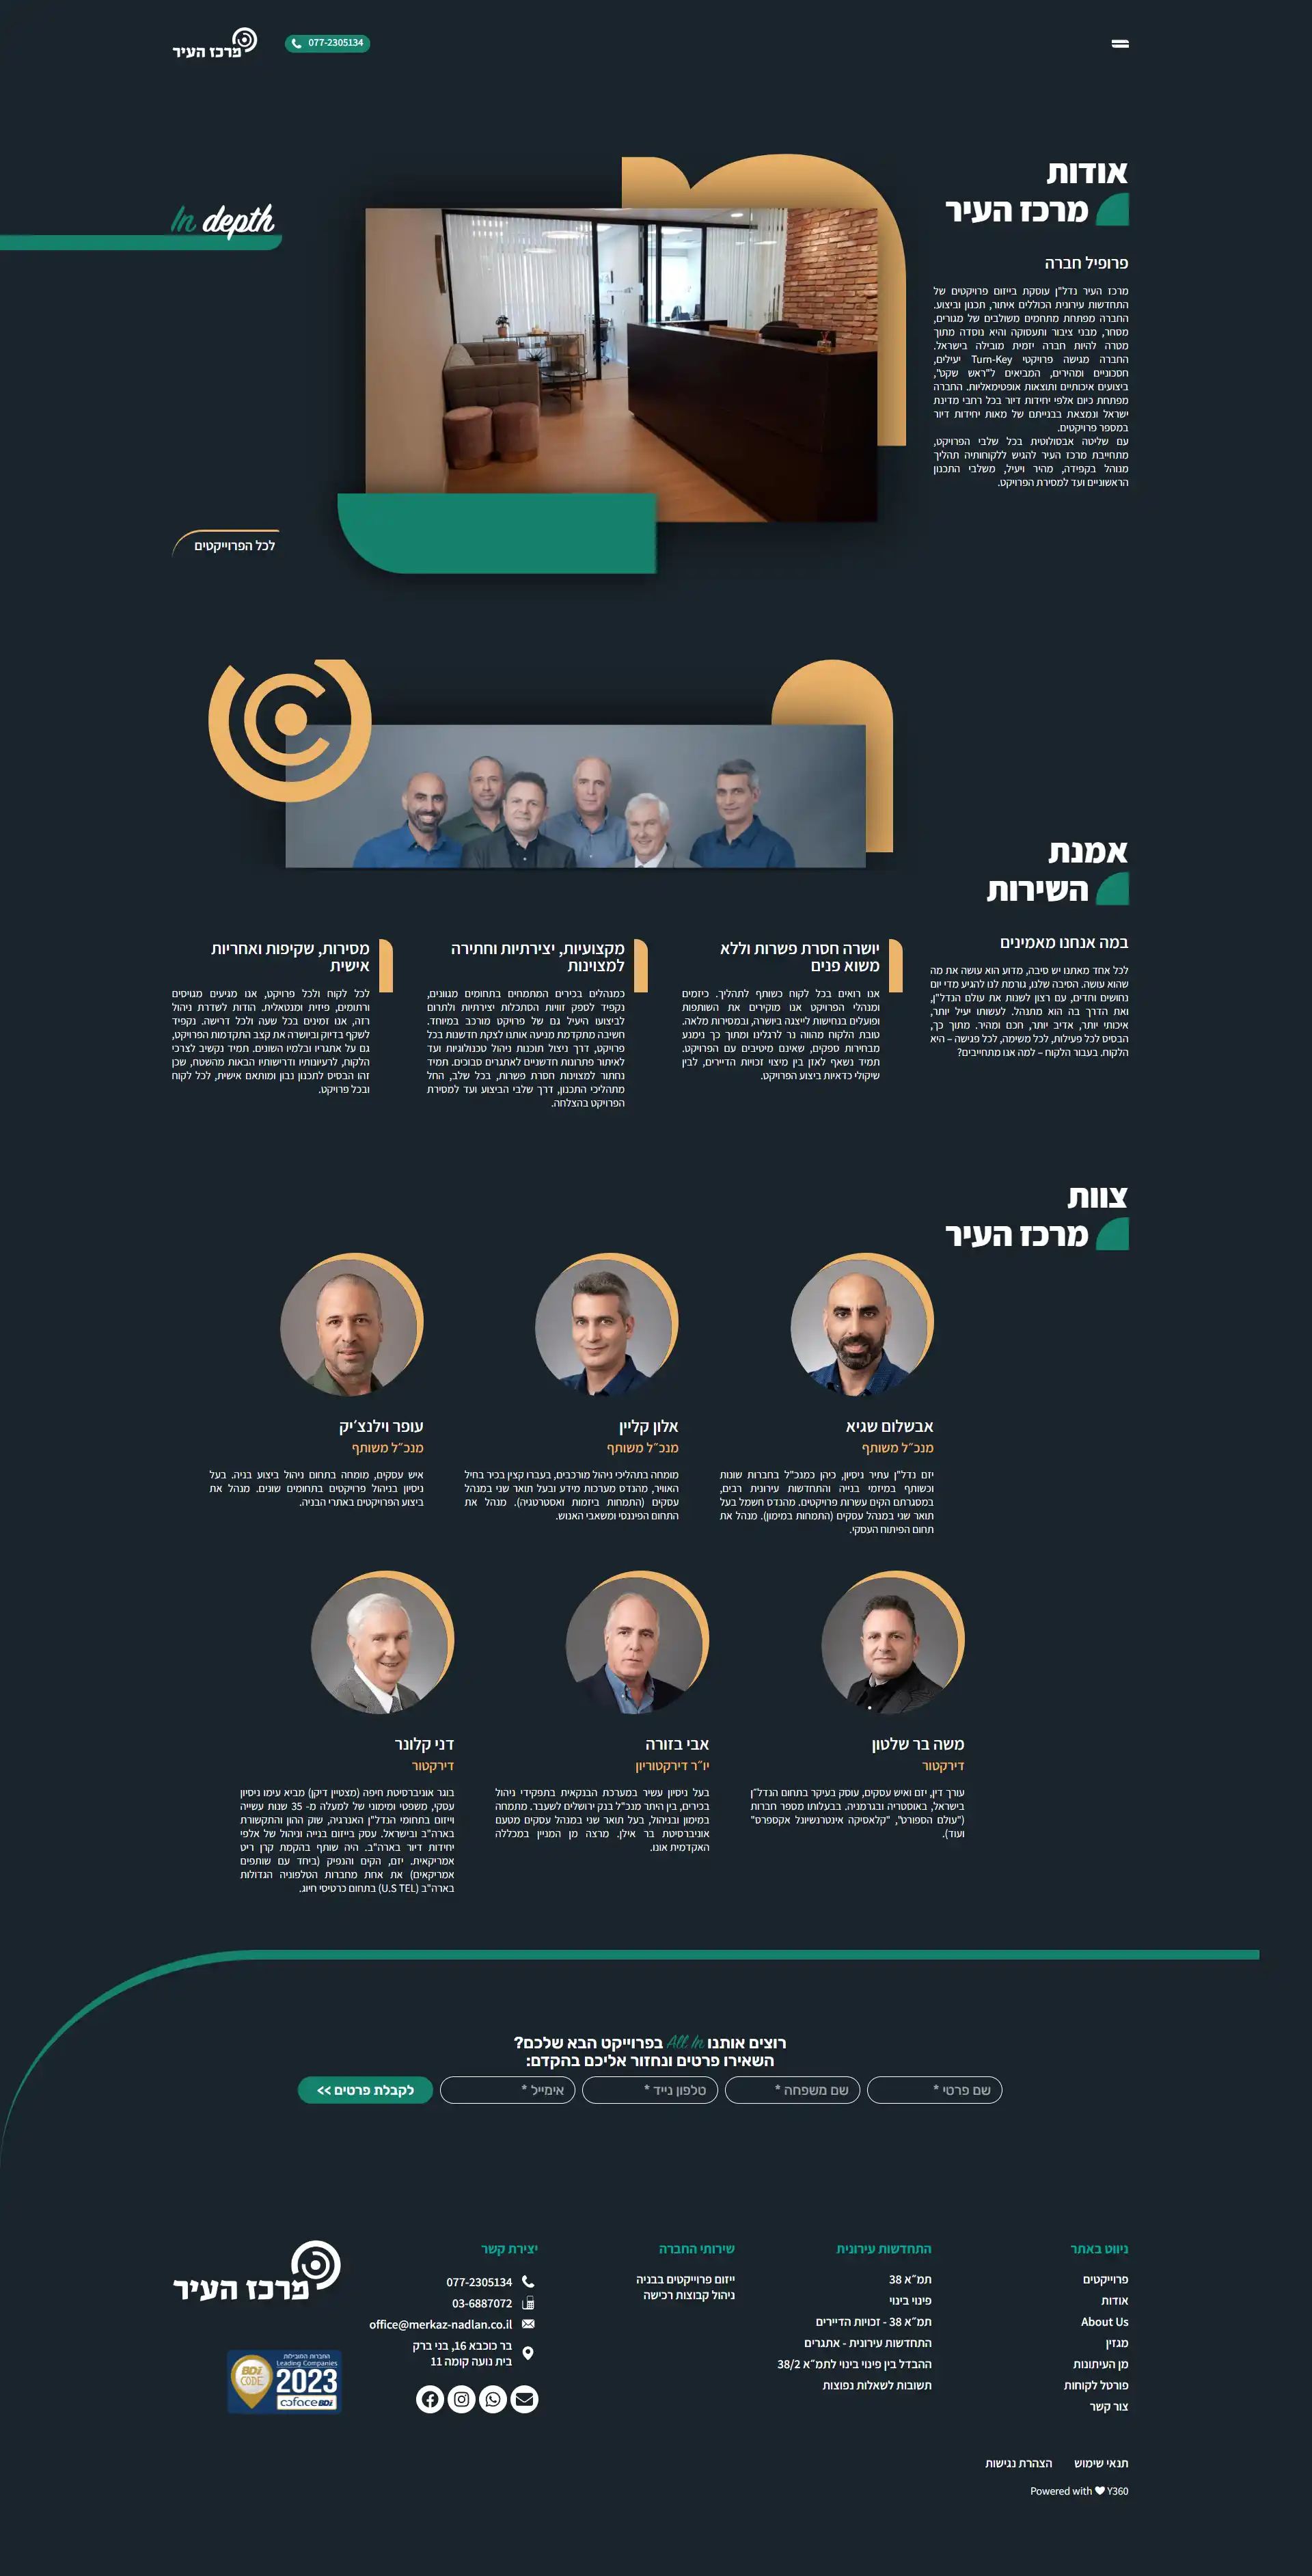 077-2305134
מרכז העיר
אודות
מרכז העיר
In depth
פרופיל חברה
מרכז העיר נדל"ן עוסקת בייזום פרויקטים של
התחדשות עירונית הכוללים איתור, תכנון וביצוע.
החברה מפתחת מתחמים משולבים של מגורים,
מסחר, מבני ציבור ותעסוקה והיא נוסדה מתוך
מטרה להיות חברה יזמית מובילה בישראל.
החברה מגישה פרויקטי Turn-Key יעילים,
חסכוניים ומהירים, המביאים ל"ראש שקט",
ביצועים איכותיים ותוצאות אופטימאליות. החברה
מפתחת כיום אלפי יחידות דיור בכל רחבי מדינת
ישראל ונמצאת בבנייתם של מאות יחידות דיור
במספר פרויקטים.
עם שליטה אבסולוטית בכל שלבי הפרויקט,
מתחייבת מרכז העיר להגיש ללקוחותיה תהליך
מנוהל בקפידה, מהיר ויעיל, משלבי התכנון
הראשוניים ועד למסירת הפרויקט.
לכל הפרוייקטים
אמנת
השירות
במה אנחנו מאמינים
לכל אחד מאתנו יש סיבה, מדוע הוא עושה את מה
שהוא עושה. הסיבה שלנו, גורמת לנו להגיע מדי יום
נחושים וחדים, עם רצון לשנות את עולם הנדל"ן,
ואת הדרך בה הוא מתנהל. לעשותו יעיל יותר,
איכותי יותר, אדיב יותר, חכם ומהיר. מתוך כך,
הבסיס לכל פעילות, לכל משימה, לכל פגישה – היא
הלקוח. בעבור הלקוח – למה אנו מתחייבים?
יושרה חסרת פשרות וללא
משוא פנים
אנו רואים בכל לקוח כשותף לתהליך. כיזמים
ומנהלי הפרויקט אנו מוקירים את השותפות
ופועלים בנחישות לייצגה ביושרה, ובמסירות מלאה.
טובת הלקוח מהווה נר לרגלינו ומתוך כך נימנע
מבחירות ספקים, שאינם מיטיבים עם הפרויקט.
תמיד נשאף לאזן בין מיצוי זכויות הדיירים, לבין
שיקולי כדאיות ביצוע הפרויקט.
מקצועיות, יצירתיות וחתירה
למצוינות
כמנהלים בכירים המתמחים בתחומים מגוונים,
נקפיד לספק זוויות הסתכלות יצירתיות ולתרום
לביצועו היעיל גם של פרויקט מורכב במיוחד.
חשיבה מתקדמת מניעה אותנו לצקת חדשנות בכל
פרויקט, דרך ניצול תוכנות ניהול טכנולוגיות ועד
לאיתור פתרונות חדשניים לאתגרים סבוכים. תמיד
נחתור למצוינות חסרת פשרות, בכל שלב, החל
מתהליכי התכנון, דרך שלבי הביצוע ועד למסירת
הפרויקט בהצלחה.
מסירות, שקיפות ואחריות
אישית
לכל לקוח ולכל פרויקט, אנו מגיעים מגויסים
ורתומים, פיזית ומנטאלית. הודות לשדרת ניהול
רזה, אנו זמינים בכל שעה ולכל דרישה. נקפיד
לשקף בדיוק וביושרה את קצב התקדמות הפרויקט,
גם על אתגריו ובלמיו השונים. תמיד נקשיב לצרכי
הלקוח, לרעיונותיו ודרישותיו הבאות מהשטח, שכן
זהו הבסיס לתכנון נבון ומותאם אישית, לכל לקוח
ובכל פרויקט.
צוות
מרכז העיר
אבשלום שגיא
מנכ״ל משותף
יזם נדל"ן עתיר ניסיון, כיהן כמנכ"ל בחברות שונות
וכשותף במיזמי בנייה והתחדשות עירונית רבים,
במסגרתם הקים עשרות פרויקטים. מהנדס חשמל בעל
תואר שני במנהל עסקים (התמחות במימון). מנהל את
תחום הפיתוח העסקי.
אלון קליין
מנכ״ל משותף
מומחה בתהליכי ניהול מורכבים, בעברו קצין בכיר בחיל
האוויר, מהנדס מערכות מידע ובעל תואר שני במנהל
עסקים (התמחות ביזמות ואסטרטגיה). מנהל את
התחום הפיננסי ומשאבי האנוש.
עופר וילנצ׳יק
מנכ״ל משותף
איש עסקים, מומחה בתחום ניהול ביצוע בניה. בעל
ניסיון בניהול פרויקטים בתחומים שונים. מנהל את
ביצוע הפרויקטים באתרי הבניה.
משה בר שלטון
דירקטור
עורך דין, יזם ואיש עסקים, עוסק בעיקר בתחום הנדל"ן
בישראל, באוסטריה ובגרמניה. בבעלותו מספר חברות
("עולם הספורט", "קלאסיקה אינטרנשיונל אקספרס"
ועוד).
אבי בזורה
יו״ר דירקטוריון
בעל ניסיון עשיר במערכת הבנקאית בתפקידי ניהול
בכירים, בין היתר מנכ"ל בנק ירושלים לשעבר. מתמחה
במימון ובניהול, בעל תואר שני במנהל עסקים מטעם
אוניברסיטת בר אילן. מרצה מן המניין במכללה
האקדמית אונו.
דני קלונר
דירקטור
בוגר אוניברסיטת חיפה (מצטיין דיקן) מביא עימו ניסיון
עסקי, משפטי ומימוני של למעלה מ- 35 שנות עשייה
וייזום בתחומי הנדל"ן האנרגיה, שוק ההון והתקשורת
בארה"ב ובישראל. עסק בייזום בנייה וניהול של אלפי
יחידות דיור בארה"ב. היה שותף בהקמת קרן ריט
אמריקאית. יזם, הקים והנפיק (ביחד עם שותפים
אמריקאים) את אחת מחברות הטלפוניה הגדולות
בארה"ב (U.S TEL) בתחום כרטיסי חיוג.
רוצים אותנו All In בפרוייקט הבא שלכם?
השאירו פרטים ונחזור אליכם בהקדם:
שם פרטי *
שם משפחה *
טלפון נייד *
אימייל *
לקבלת פרטים >>
ניווט באתר
פרוייקטים
אודות
About Us
מגזין
מן העיתונות
פורטל לקוחות
צור קשר
התחדשות עירונית
תמ״א 38
פינוי בינוי
תמ״א 38 - זכויות הדיירים
התחדשות עירונית - אתגרים
ההבדל בין פינוי בינוי לתמ״א 38/2
תשובות לשאלות נפוצות
שירותי החברה
ייזום פרוייקטים בבניה
ניהול קבוצות רכישה
יצירת קשר
077-2305134
03-6887072
office@merkaz-nadlan.co.il
בר כוכבא 16, בני ברק
בית נועה קומה 11
מרכז העיר
החברות המובילות
Leading Companies
BDi
CODE
2023
coface BDi
תנאי שימוש
הצהרת נגישות
Powered with Y360